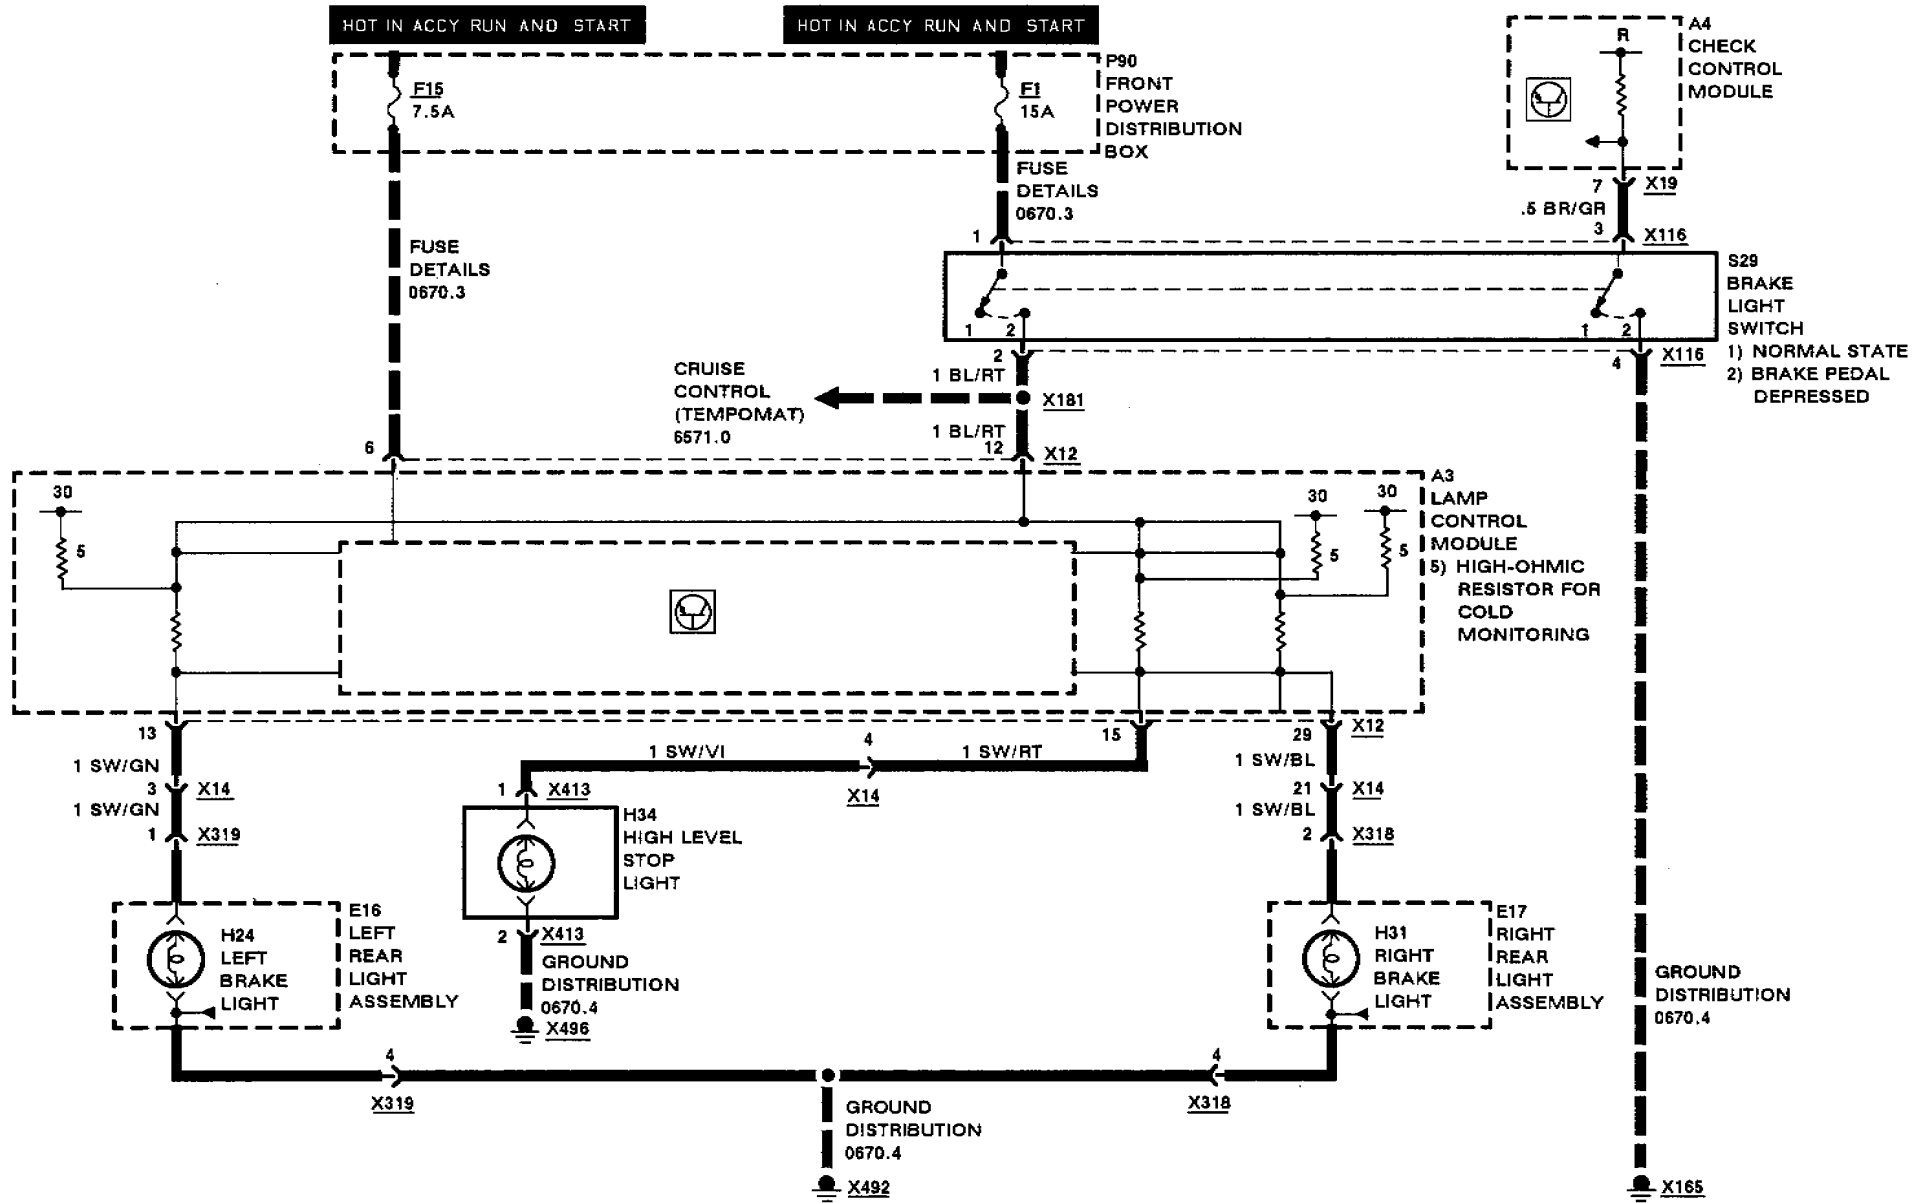 HOT IN ACCY RUN AND START
HOT IN ACCY RUN AND START
F15
7.5A
F1
15A
P90
FRONT
POWER
DISTRIBUTION
BOX
R
A4
CHECK
CONTROL
MODULE
FUSE
DETAILS
0670.3
7
X19
.5 BR/GR
1
3
X116
FUSE
DETAILS
0670.3
1
2
1
2
S29
BRAKE
LIGHT
SWITCH
1) NORMAL STATE
2) BRAKE PEDAL
DEPRESSED
2
4
X116
1 BL/RT
CRUISE
CONTROL
(TEMPOMAT)
6571.0
X181
1 BL/RT
6
12
X12
30
5
30
5
30
5
A3
LAMP
CONTROL
MODULE
5) HIGH-OHMIC
RESISTOR FOR
COLD
MONITORING
13
15
29
X12
1 SW/GN
3
X14
1 SW/GN
1
X319
1 SW/VI
4
1 SW/RT
X14
1
X413
1 SW/BL
21
X14
1 SW/BL
2
X318
H34
HIGH LEVEL
STOP
LIGHT
2
X413
GROUND
DISTRIBUTION
0670.4
X496
H24
LEFT
BRAKE
LIGHT
E16
LEFT
REAR
LIGHT
ASSEMBLY
H31
RIGHT
BRAKE
LIGHT
E17
RIGHT
REAR
LIGHT
ASSEMBLY
GROUND
DISTRIBUTION
0670.4
4
X319
4
X318
GROUND
DISTRIBUTION
0670.4
X492
X165